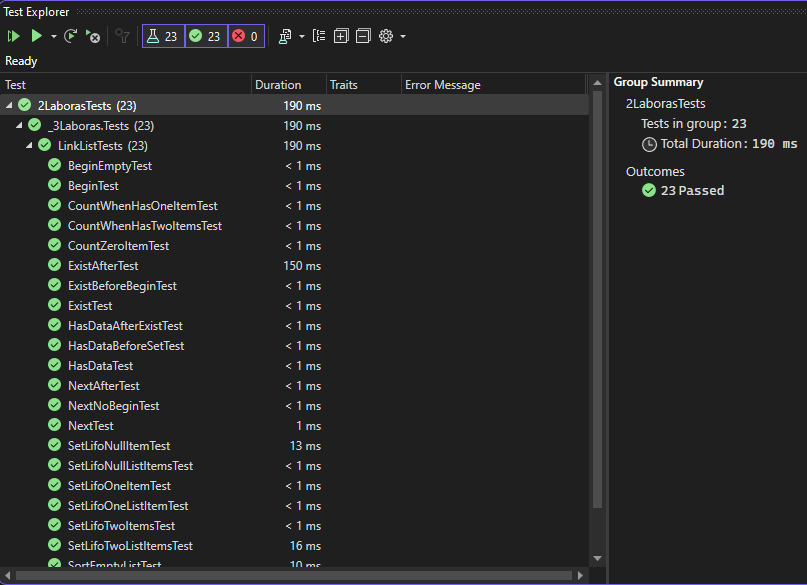 Test Explorer
23 23 0
Ready
Test Duration Traits Error Message
2LaborasTests (23) 190 ms
_3Laboras.Tests (23) 190 ms
LinkListTests (23) 190 ms
BeginEmptyTest < 1 ms
BeginTest < 1 ms
CountWhenHasOneItemTest < 1 ms
CountWhenHasTwoItemsTest < 1 ms
CountZeroItemTest < 1 ms
ExistAfterTest 150 ms
ExistBeforeBeginTest < 1 ms
ExistTest < 1 ms
HasDataAfterExistTest < 1 ms
HasDataBeforeSetTest < 1 ms
HasDataTest < 1 ms
NextAfterTest < 1 ms
NextNoBeginTest < 1 ms
NextTest 1 ms
SetLifoNullItemTest 13 ms
SetLifoNullListItemsTest < 1 ms
SetLifoOneItemTest < 1 ms
SetLifoOneListItemTest < 1 ms
SetLifoTwoItemsTest < 1 ms
SetLifoTwoListItemsTest 16 ms
SortEmptyListTest 10 ms
Group Summary
2LaborasTests
Tests in group: 23
Total Duration: 190 ms
Outcomes
23 Passed